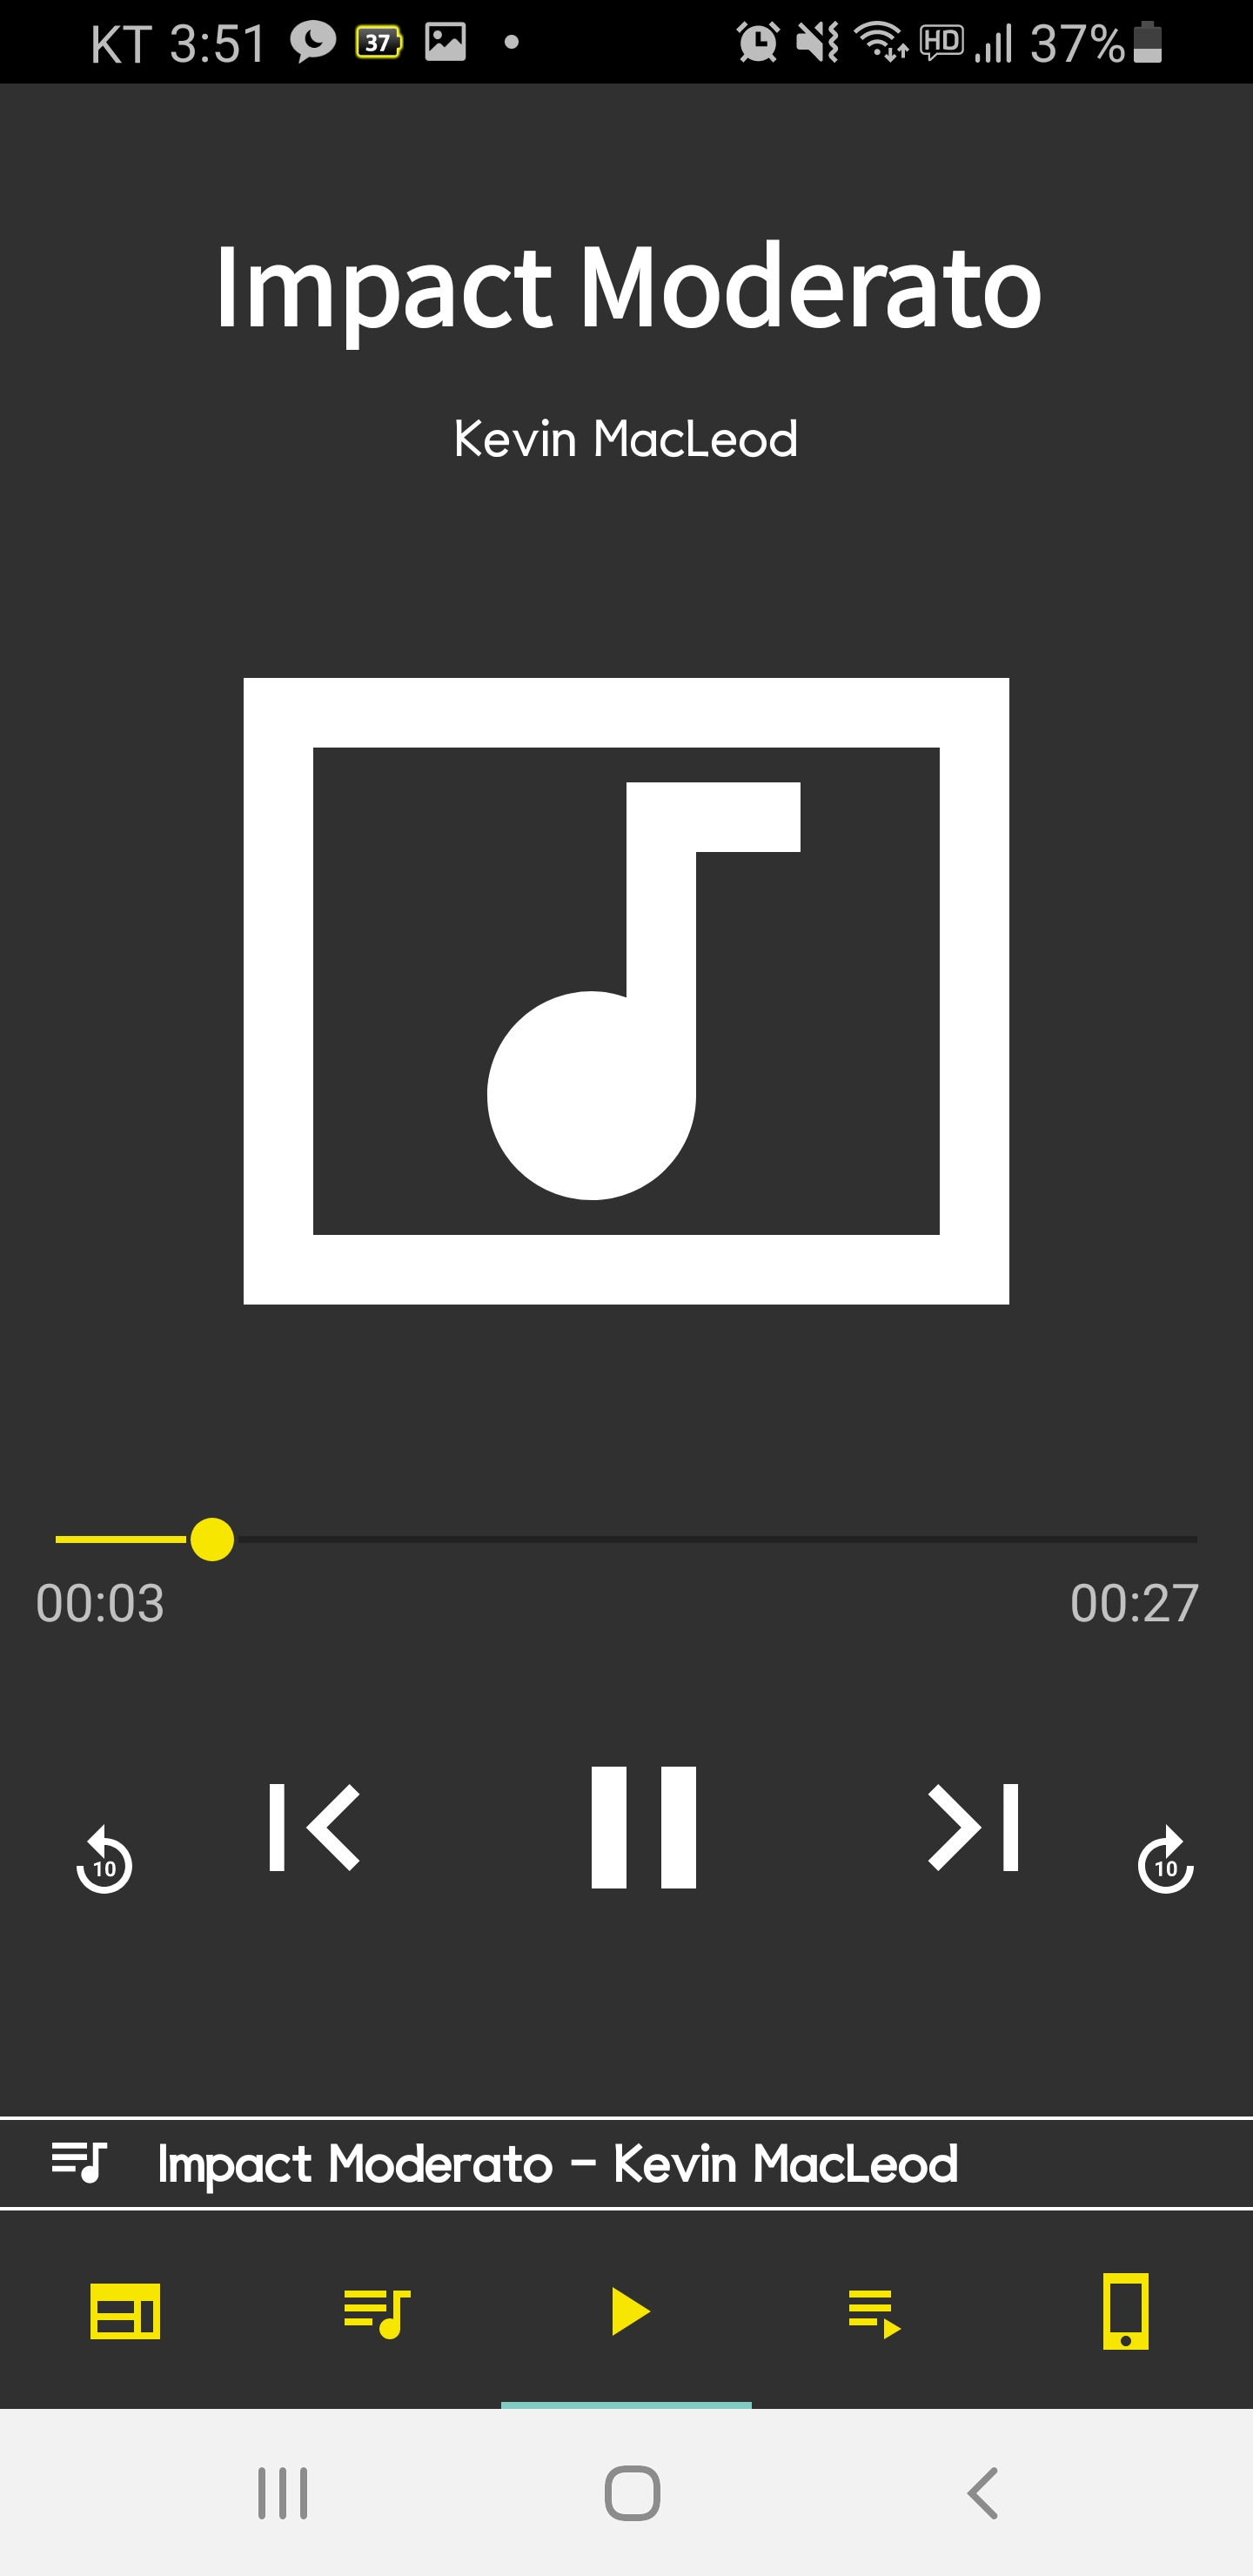 KT 3:51 37 HD 37%
Impact Moderato
Kevin MacLeod
00:03 00:27
10 10
Impact Moderato - Kevin MacLeod